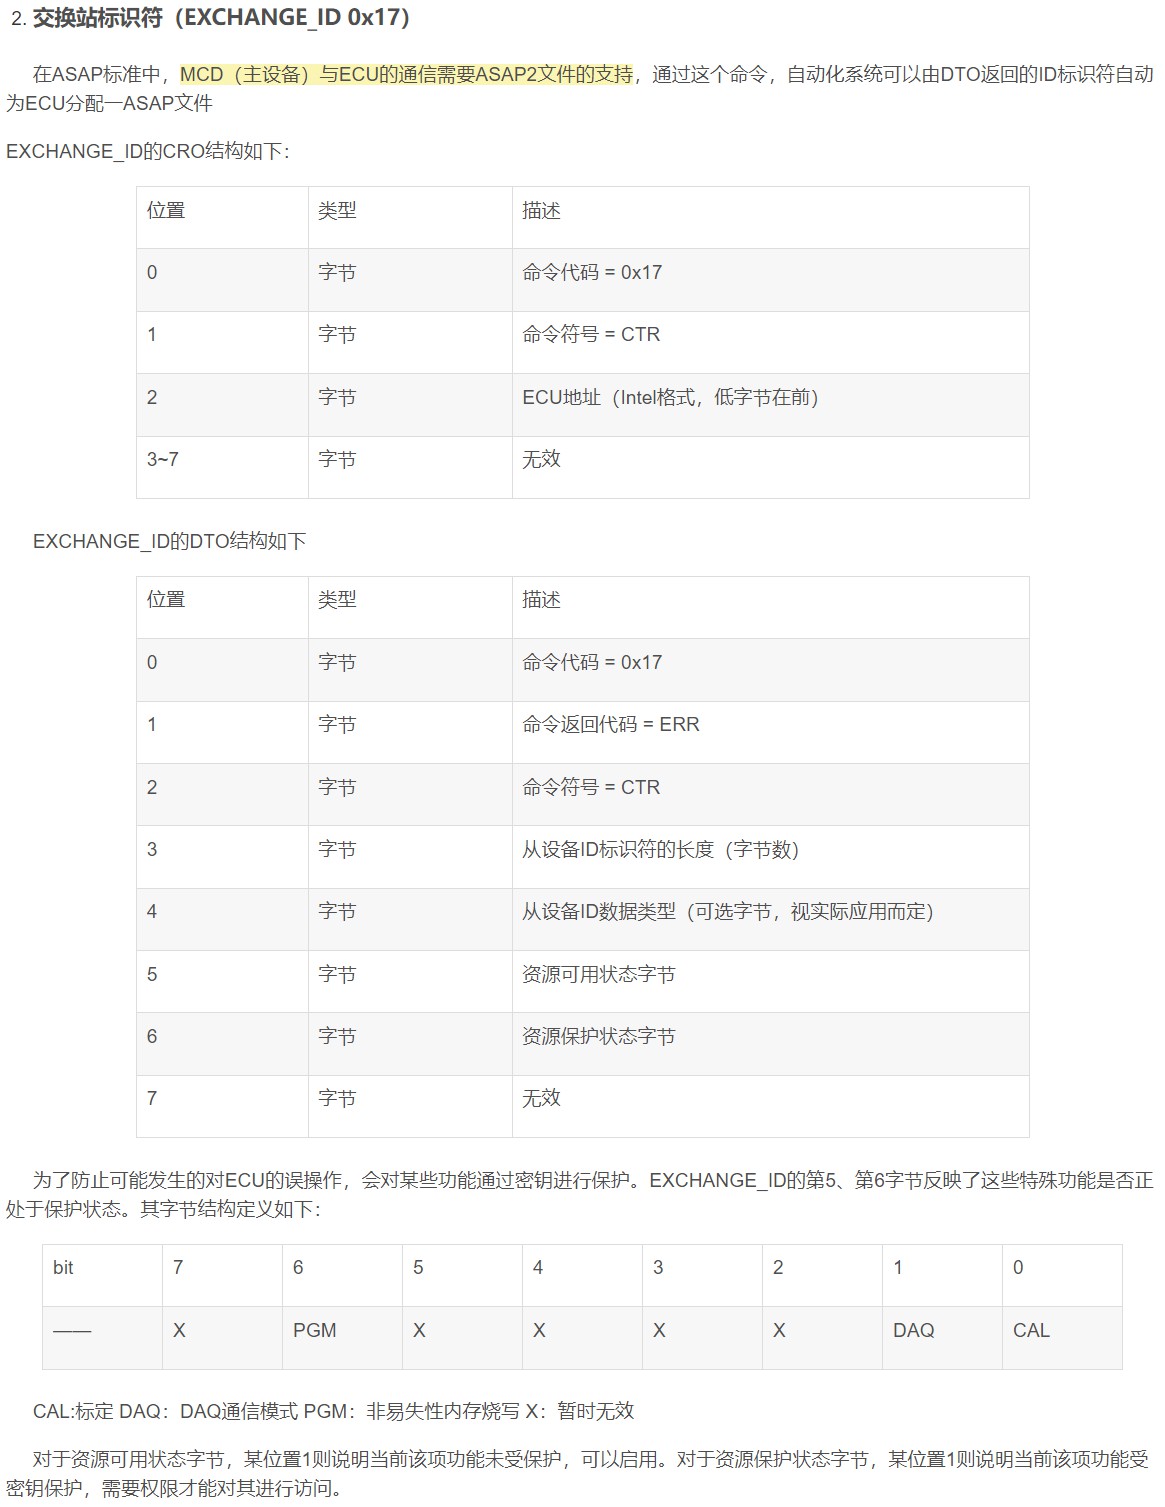 2. 交换站标识符（EXCHANGE_ID 0x17）
在ASAP标准中，MCD（主设备）与ECU的通信需要ASAP2文件的支持，通过这个命令，自动化系统可以由DTO返回的ID标识符自动
为ECU分配一ASAP文件
EXCHANGE_ID的CRO结构如下：
位置 类型 描述
0 字节 命令代码 = 0x17
1 字节 命令符号 = CTR
2 字节 ECU地址（Intel格式，低字节在前）
3~7 字节 无效
EXCHANGE_ID的DTO结构如下
位置 类型 描述
0 字节 命令代码 = 0x17
1 字节 命令返回代码 = ERR
2 字节 命令符号 = CTR
3 字节 从设备ID标识符的长度（字节数）
4 字节 从设备ID数据类型（可选字节，视实际应用而定）
5 字节 资源可用状态字节
6 字节 资源保护状态字节
7 字节 无效
为了防止可能发生的对ECU的误操作，会对某些功能通过密钥进行保护。EXCHANGE_ID的第5、第6字节反映了这些特殊功能是否正
处于保护状态。其字节结构定义如下：
bit 7 6 5 4 3 2 1 0
—— X PGM X X X X DAQ CAL
CAL:标定 DAQ：DAQ通信模式 PGM：非易失性内存烧写 X：暂时无效
对于资源可用状态字节，某位置1则说明当前该项功能未受保护，可以启用。对于资源保护状态字节，某位置1则说明当前该项功能受
密钥保护，需要权限才能对其进行访问。